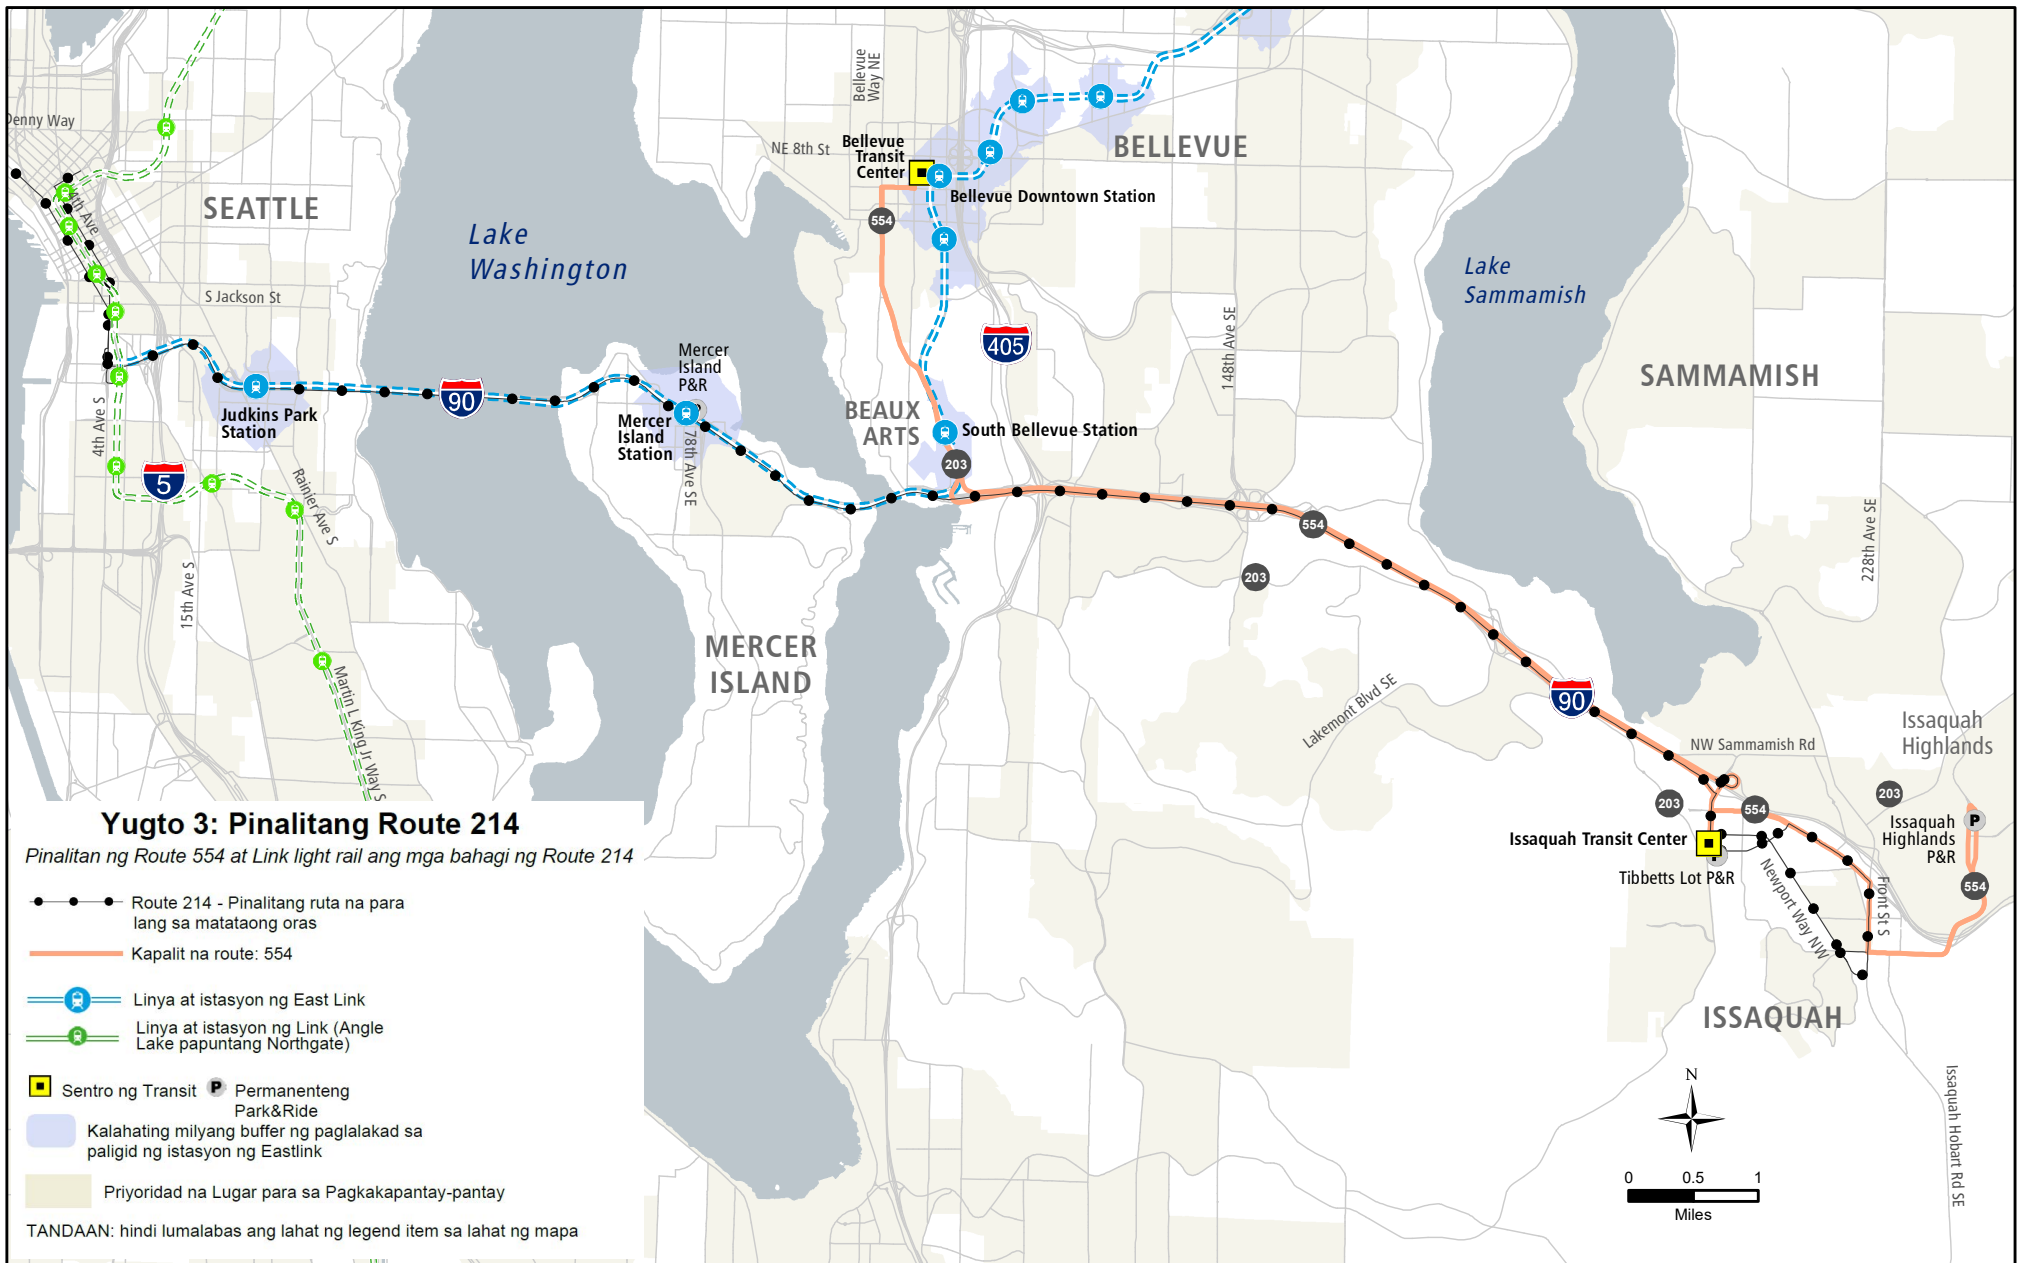 Denny Way
SEATTLE
4th Ave
S Jackson St
Lake
Washington
Bellevue
Way NE
NE 8th St
Bellevue
Transit
Center
BELLEVUE
Bellevue Downtown Station
554
405
148th Ave SE
Lake
Sammamish
SAMMAMISH
228th Ave SE
Judkins Park
Station
90
Mercer
Island
P&R
Mercer
Island
Station
78th Ave SE
BEAUX
ARTS
South Bellevue Station
203
4th Ave S
5
Rainier Ave S
15th Ave S
Martin L King Jr Way S
MERCER
ISLAND
554
203
Lakemont Blvd SE
90
NW Sammamish Rd
Issaquah
Highlands
203
554
203
Issaquah Transit Center
Tibbetts Lot P&R
Issaquah
Highlands
P&R
P
554
Newport Way NW
Front St S
ISSAQUAH
Issaquah Hobart Rd SE
N
0 0.5 1
Miles
Yugto 3: Pinalitang Route 214
Pinalitan ng Route 554 at Link light rail ang mga bahagi ng Route 214
Route 214 - Pinalitang ruta na para
lang sa matataong oras
Kapalit na route: 554
Linya at istasyon ng East Link
Linya at istasyon ng Link (Angle
Lake papuntang Northgate)
Sentro ng Transit
P
Permanenteng
Park&Ride
Kalahating milyang buffer ng paglalakad sa
paligid ng istasyon ng Eastlink
Priyoridad na Lugar para sa Pagkakapantay-pantay
TANDAAN: hindi lumalabas ang lahat ng legend item sa lahat ng mapa